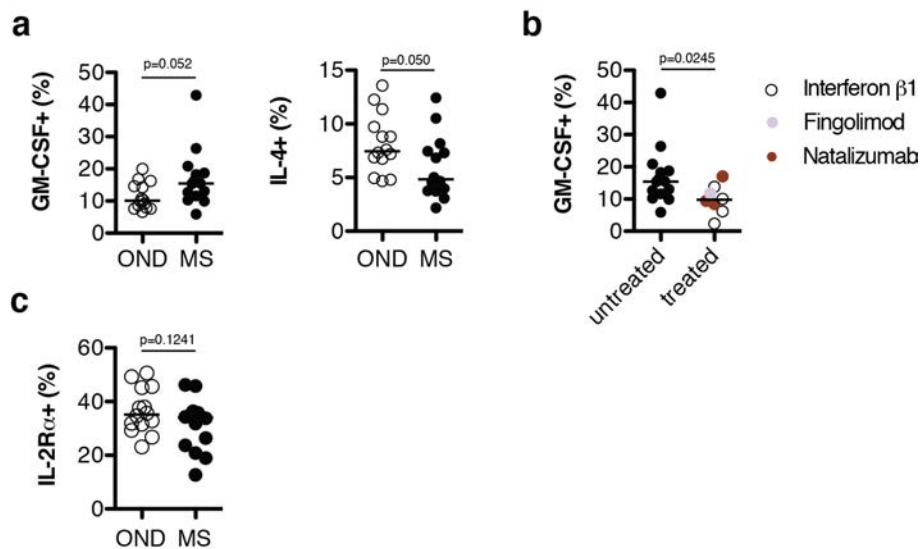 a
p=0.052
GM-CSF+ (%)
50
40
30
20
10
0
OND MS
p=0.050
IL-4+ (%)
15
10
5
0
OND MS
b
p=0.0245
GM-CSF+ (%)
50
40
30
20
10
0
untreated
treated
Interferon β1
Fingolimod
Natalizumab
c
p=0.1241
IL-2Rα+ (%)
60
40
20
0
OND MS